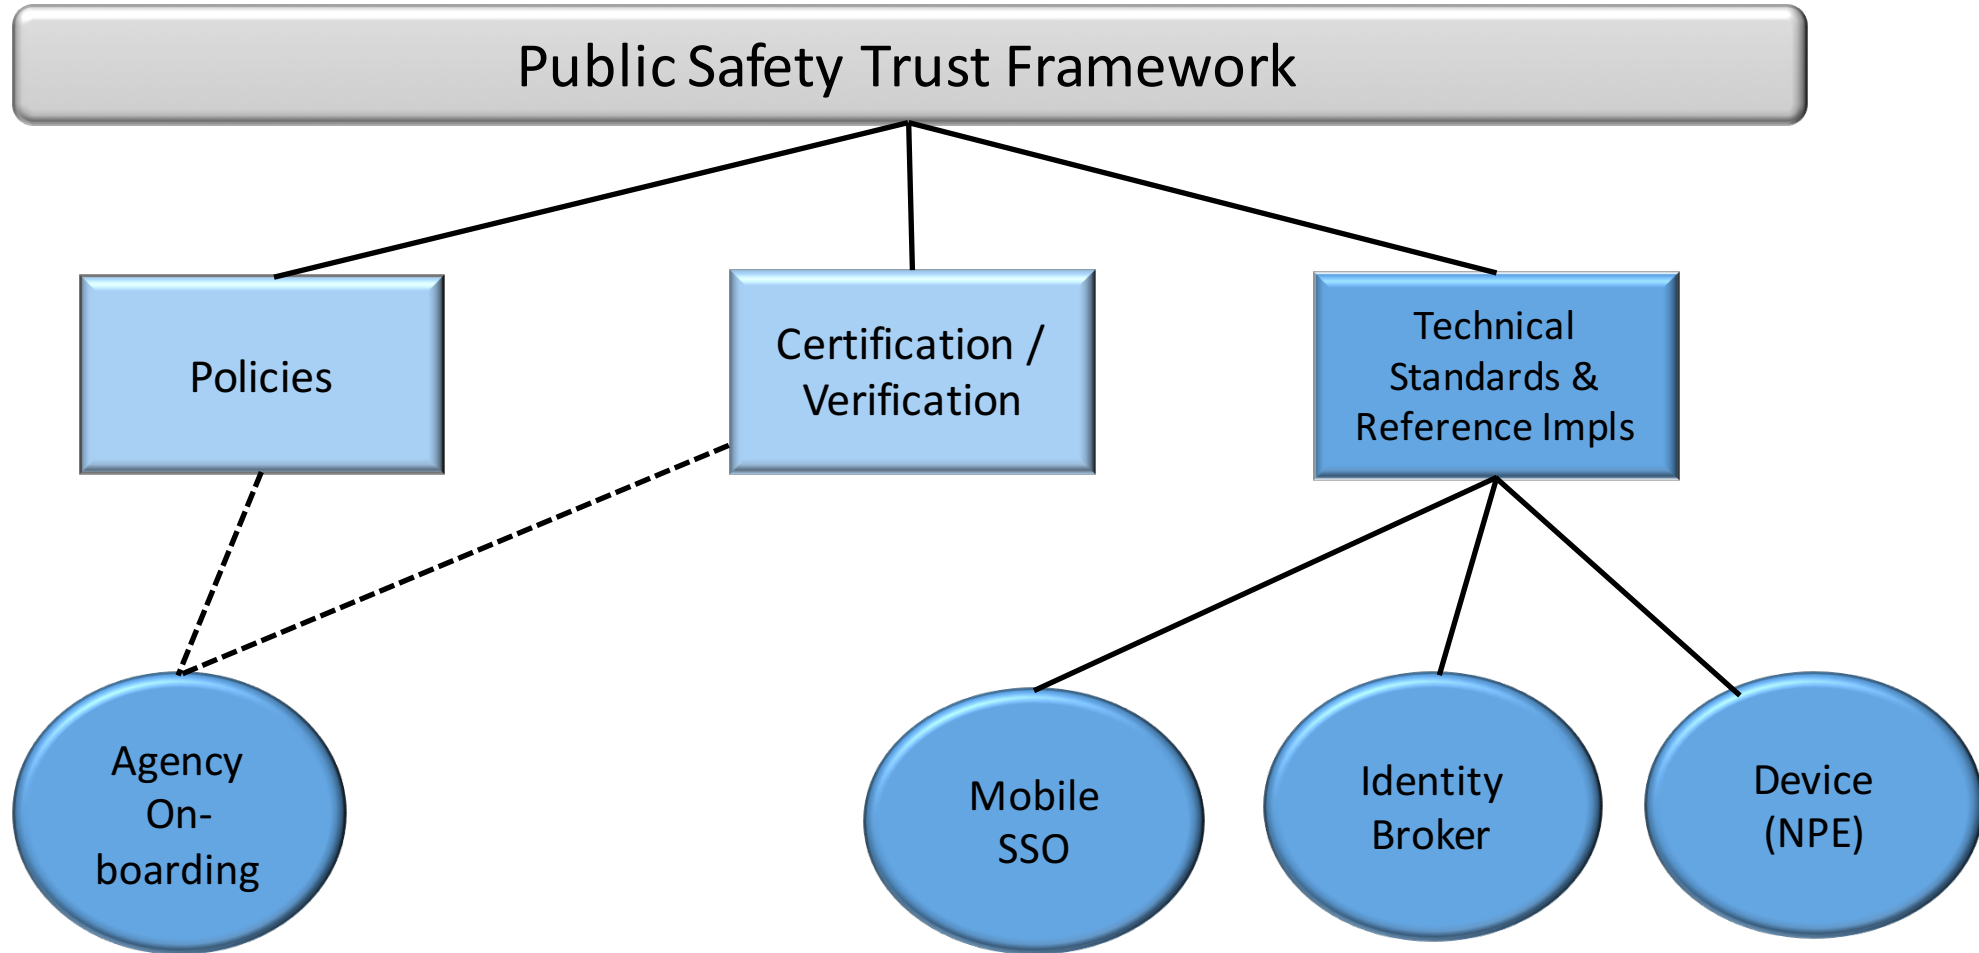 Public Safety Trust Framework
Policies
Certification /
Verification
Technical
Standards &
Reference Impls
Agency
On-
boarding
Mobile
SSO
Identity
Broker
Device
(NPE)